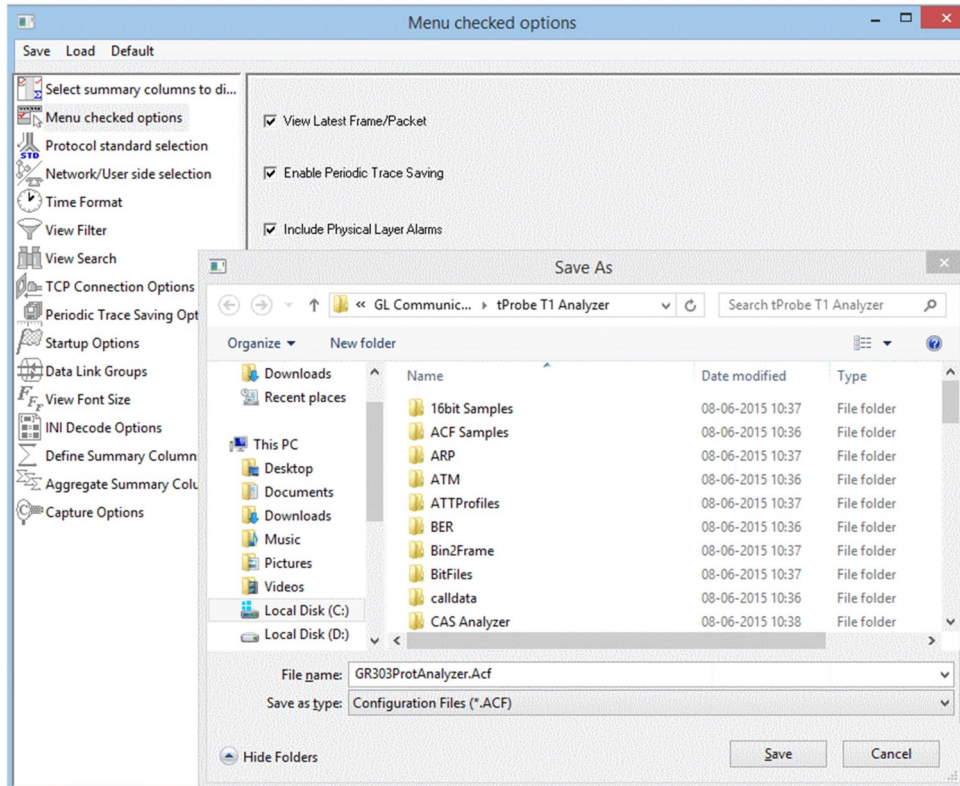 Menu checked options
Save Load Default
Select summary columns to di...
Menu checked options
Protocol standard selection
Network/User side selection
Time Format
View Filter
View Search
TCP Connection Options
Periodic Trace Saving Opt
Startup Options
Data Link Groups
View Font Size
INI Decode Options
Define Summary Column
Aggregate Summary Colu
Capture Options
View Latest Frame/Packet
Enable Periodic Trace Saving
Include Physical Layer Alarms
Save As
« GL Communic... tProbe T1 Analyzer
Search tProbe T1 Analyzer
Organize New folder
Downloads
Recent places
This PC
Desktop
Documents
Downloads
Music
Pictures
Videos
Local Disk (C:)
Local Disk (D:)
Name Date modified Type
16bit Samples 08-06-2015 10:37 File folder
ACF Samples 08-06-2015 10:36 File folder
ARP 08-06-2015 10:37 File folder
ATM 08-06-2015 10:36 File folder
ATTProfiles 08-06-2015 10:37 File folder
BER 08-06-2015 10:36 File folder
Bin2Frame 08-06-2015 10:37 File folder
BitFiles 08-06-2015 10:37 File folder
calldata 08-06-2015 10:36 File folder
CAS Analyzer 08-06-2015 10:38 File folder
File name: GR303ProtAnalyzer.Acf
Save as type: Configuration Files (*.ACF)
Hide Folders
Save Cancel